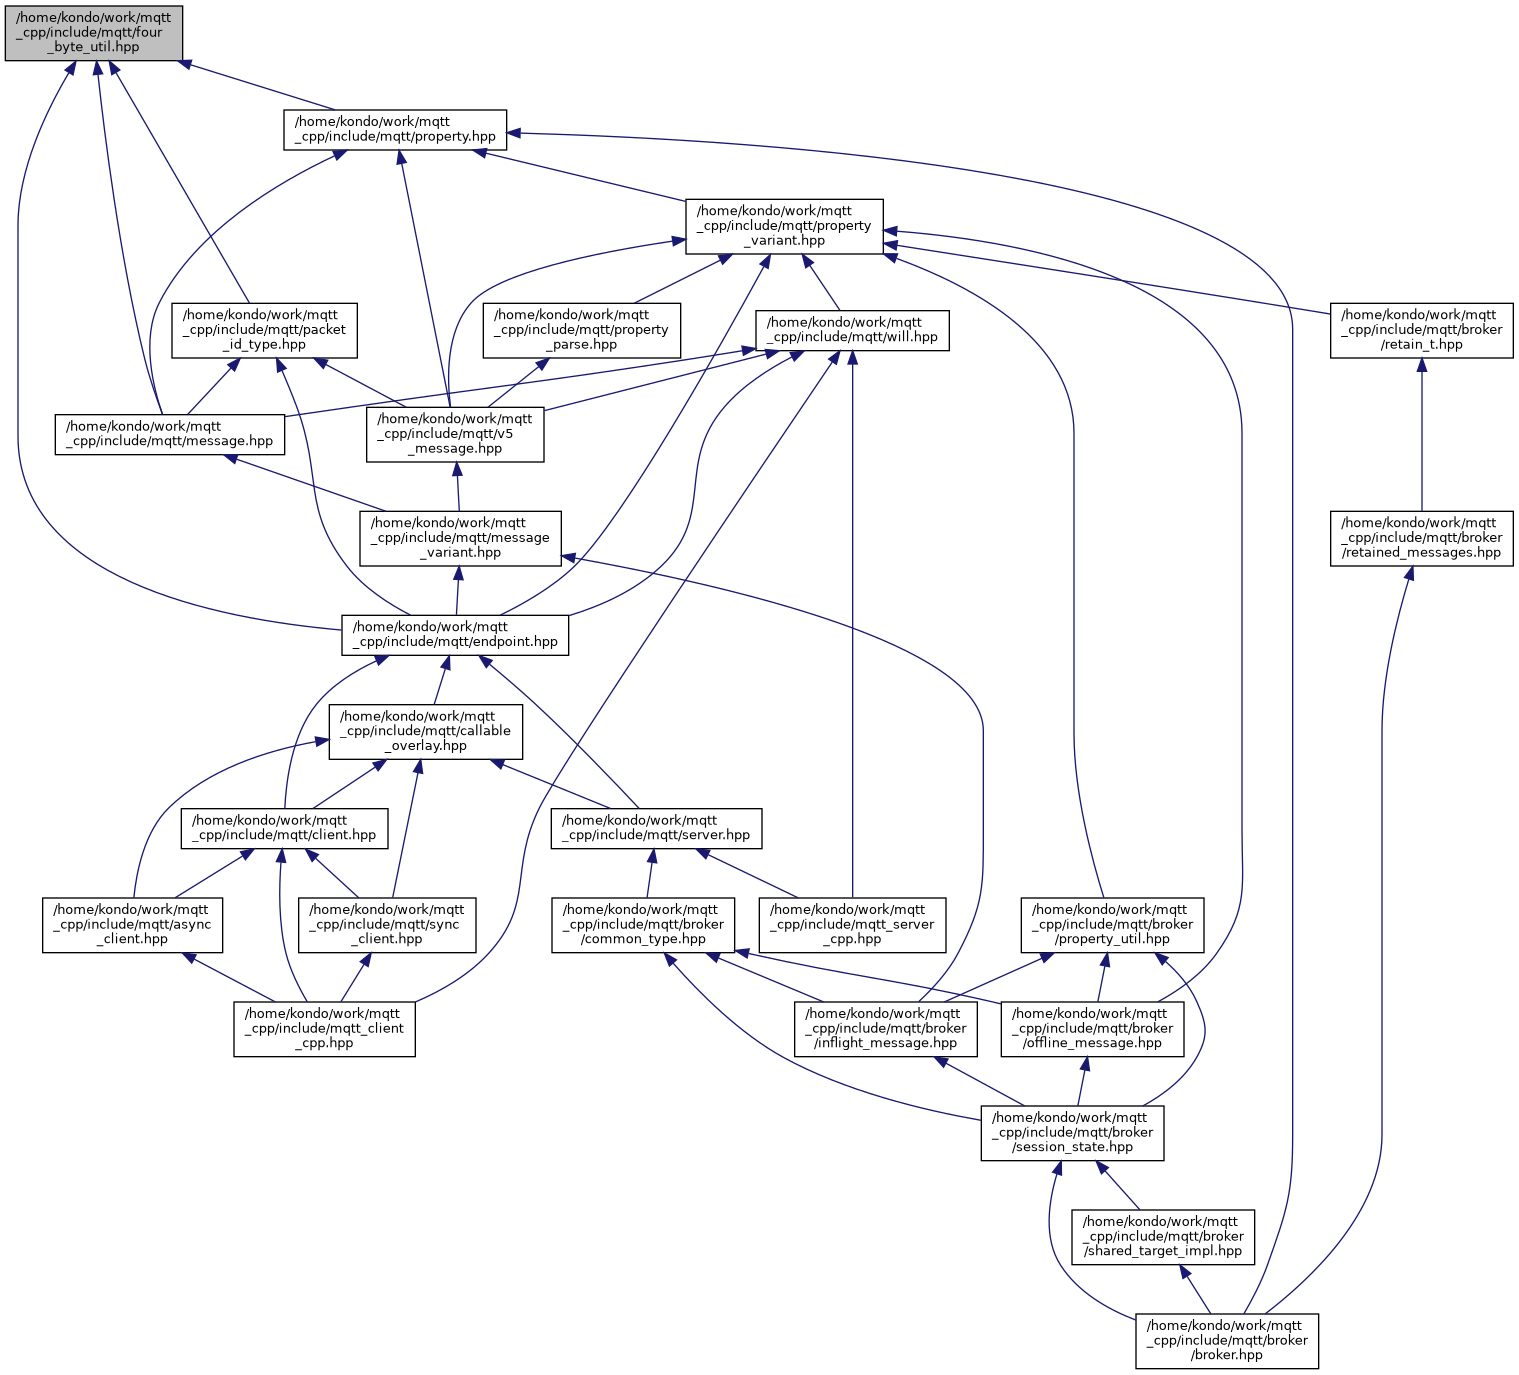 /home/kondo/work/mqtt
_cpp/include/mqtt/four
_byte_util.hpp
/home/kondo/work/mqtt
_cpp/include/mqtt/property.hpp
/home/kondo/work/mqtt
_cpp/include/mqtt/property
_variant.hpp
/home/kondo/work/mqtt
_cpp/include/mqtt/packet
_id_type.hpp
/home/kondo/work/mqtt
_cpp/include/mqtt/property
_parse.hpp
/home/kondo/work/mqtt
_cpp/include/mqtt/will.hpp
/home/kondo/work/mqtt
_cpp/include/mqtt/broker
/retain_t.hpp
/home/kondo/work/mqtt
_cpp/include/mqtt/message.hpp
/home/kondo/work/mqtt
_cpp/include/mqtt/v5
_message.hpp
/home/kondo/work/mqtt
_cpp/include/mqtt/message
_variant.hpp
/home/kondo/work/mqtt
_cpp/include/mqtt/broker
/retained_messages.hpp
/home/kondo/work/mqtt
_cpp/include/mqtt/endpoint.hpp
/home/kondo/work/mqtt
_cpp/include/mqtt/callable
_overlay.hpp
/home/kondo/work/mqtt
_cpp/include/mqtt/client.hpp
/home/kondo/work/mqtt
_cpp/include/mqtt/server.hpp
/home/kondo/work/mqtt
_cpp/include/mqtt/async
_client.hpp
/home/kondo/work/mqtt
_cpp/include/mqtt/sync
_client.hpp
/home/kondo/work/mqtt
_cpp/include/mqtt/broker
/common_type.hpp
/home/kondo/work/mqtt
_cpp/include/mqtt_server
_cpp.hpp
/home/kondo/work/mqtt
_cpp/include/mqtt/broker
/property_util.hpp
/home/kondo/work/mqtt
_cpp/include/mqtt_client
_cpp.hpp
/home/kondo/work/mqtt
_cpp/include/mqtt/broker
/inflight_message.hpp
/home/kondo/work/mqtt
_cpp/include/mqtt/broker
/offline_message.hpp
/home/kondo/work/mqtt
_cpp/include/mqtt/broker
/session_state.hpp
/home/kondo/work/mqtt
_cpp/include/mqtt/broker
/shared_target_impl.hpp
/home/kondo/work/mqtt
_cpp/include/mqtt/broker
/broker.hpp